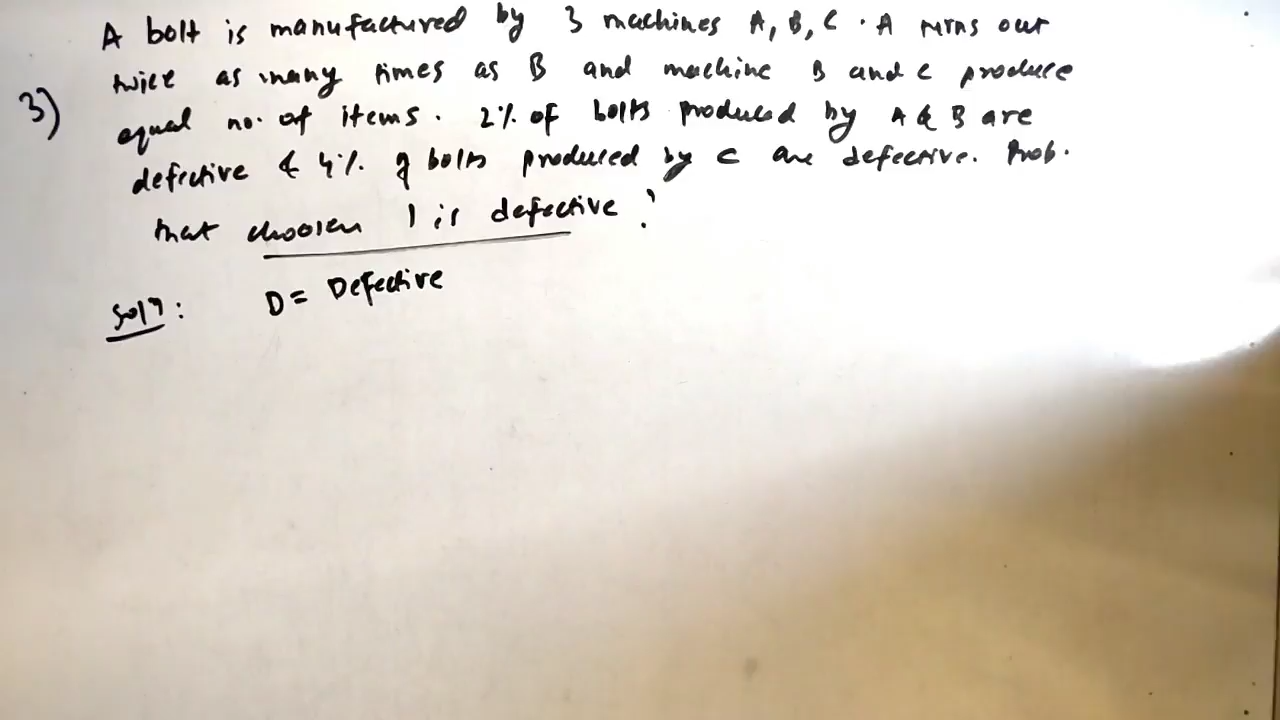 A bolt is manufactured by 3 machines A, B, C . A turns out
3) twice as many times as B and machine B and C produce
equal no. of items. 2% of bolts produced by A & B are
defective & 4% of bolts produced by C are defective. Prob.
that choosen 1 is defective ?
Solⁿ: D = Defective